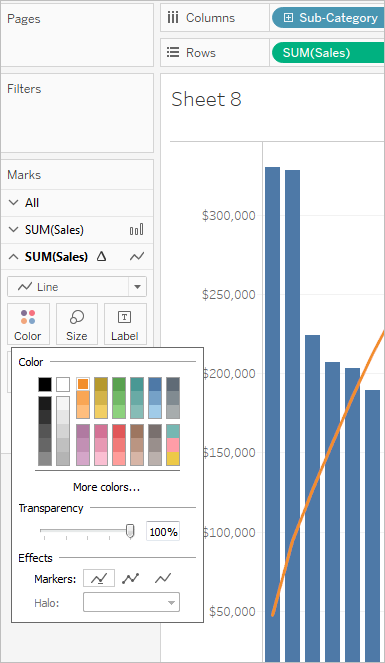 Pages
Columns
Sub-Category
Rows
SUM(Sales)
Filters
Sheet 8
Marks
All
SUM(Sales)
SUM(Sales) Δ
Line
Color
Size
Label
T
Color
More colors...
Transparency
100%
Effects
Markers:
Halo:
$300,000
$250,000
$200,000
$150,000
$100,000
$50,000